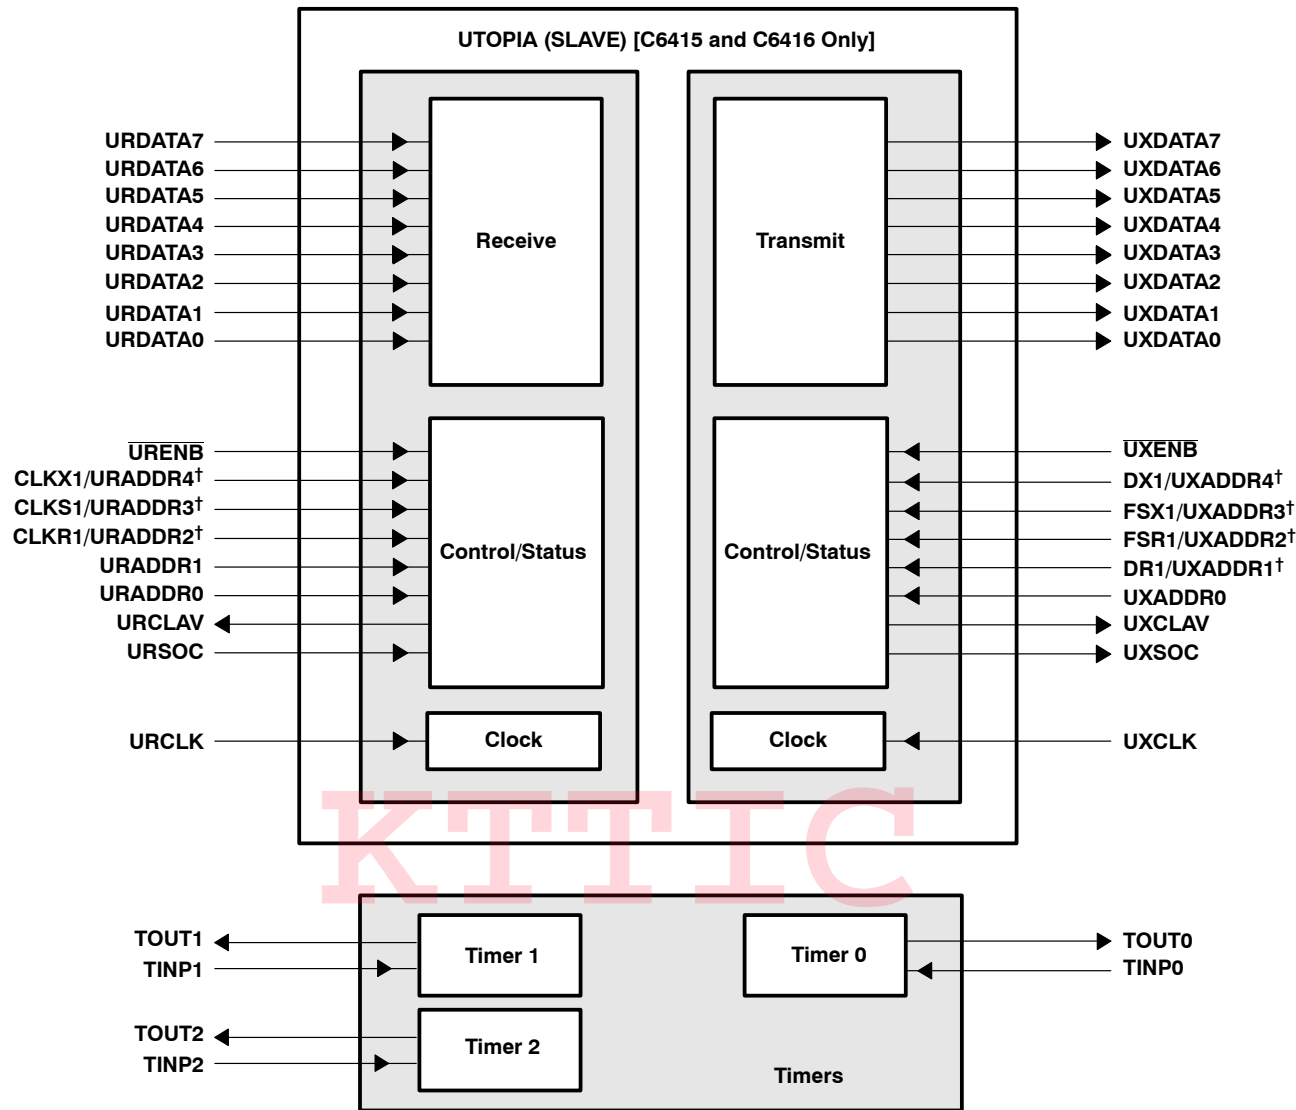 UTOPIA (SLAVE) [C6415 and C6416 Only]
URDATA7
URDATA6
URDATA5
URDATA4
URDATA3
URDATA2
URDATA1
URDATA0
Receive
Transmit
UXDATA7
UXDATA6
UXDATA5
UXDATA4
UXDATA3
UXDATA2
UXDATA1
UXDATA0
URENB
CLKX1/URADDR4†
CLKS1/URADDR3†
CLKR1/URADDR2†
URADDR1
URADDR0
URCLAV
URSOC
Control/Status
Control/Status
UXENB
DX1/UXADDR4†
FSX1/UXADDR3†
FSR1/UXADDR2†
DR1/UXADDR1†
UXADDR0
UXCLAV
UXSOC
URCLK
Clock
Clock
UXCLK
KTTIC
TOUT1
TINP1
Timer 1
Timer 0
TOUT0
TINP0
TOUT2
TINP2
Timer 2
Timers